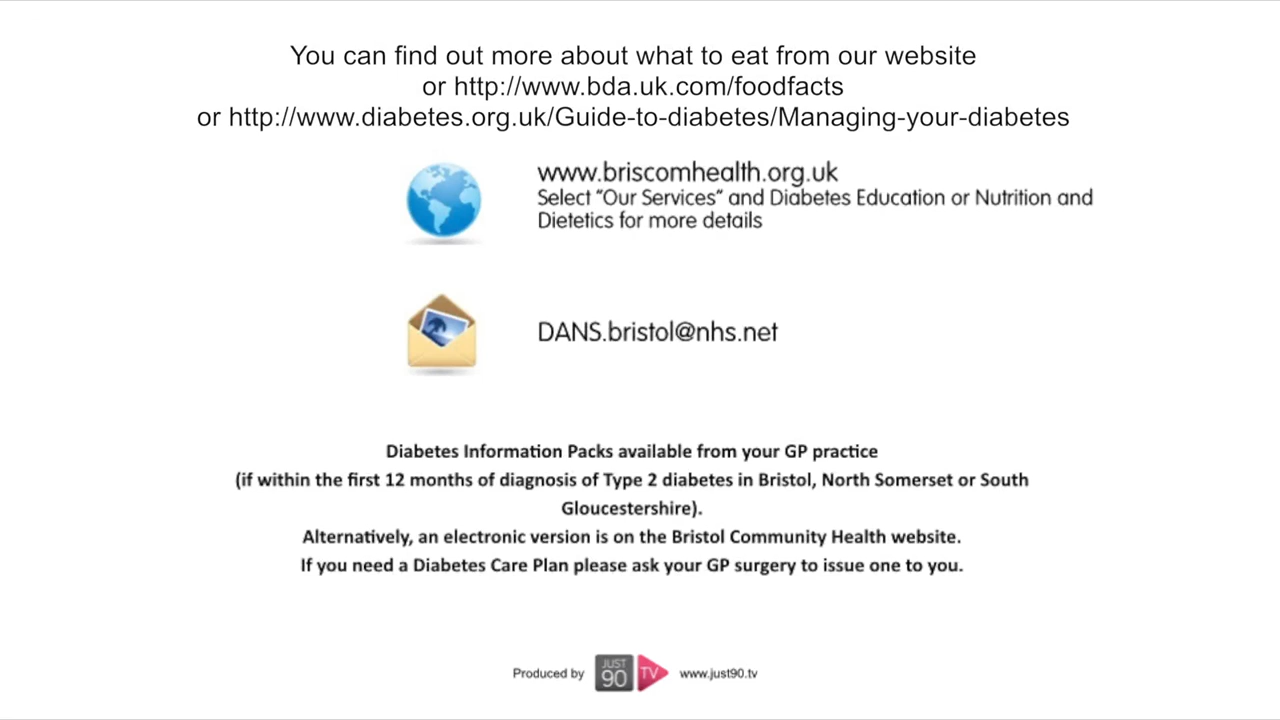 You can find out more about what to eat from our website
or http://www.bda.uk.com/foodfacts
or http://www.diabetes.org.uk/Guide-to-diabetes/Managing-your-diabetes
www.briscomhealth.org.uk
Select “Our Services” and Diabetes Education or Nutrition and
Dietetics for more details
DANS.bristol@nhs.net
Diabetes Information Packs available from your GP practice
(if within the first 12 months of diagnosis of Type 2 diabetes in Bristol, North Somerset or South
Gloucestershire).
Alternatively, an electronic version is on the Bristol Community Health website.
If you need a Diabetes Care Plan please ask your GP surgery to issue one to you.
Produced by JUST 90 TV www.just90.tv